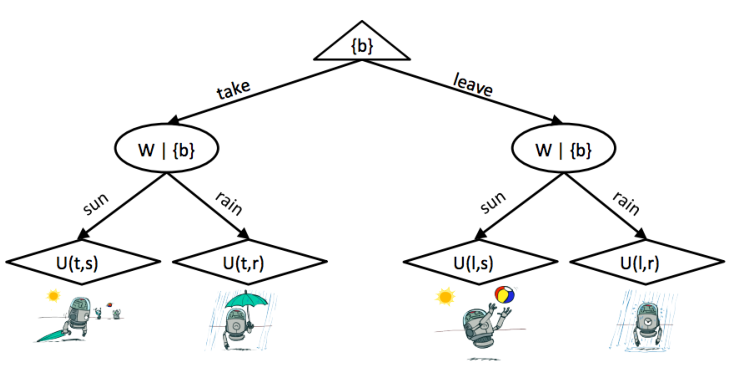 {b}
take
leave
W | {b}
W | {b}
sun
rain
sun
rain
U(t,s)
U(t,r)
U(l,s)
U(l,r)